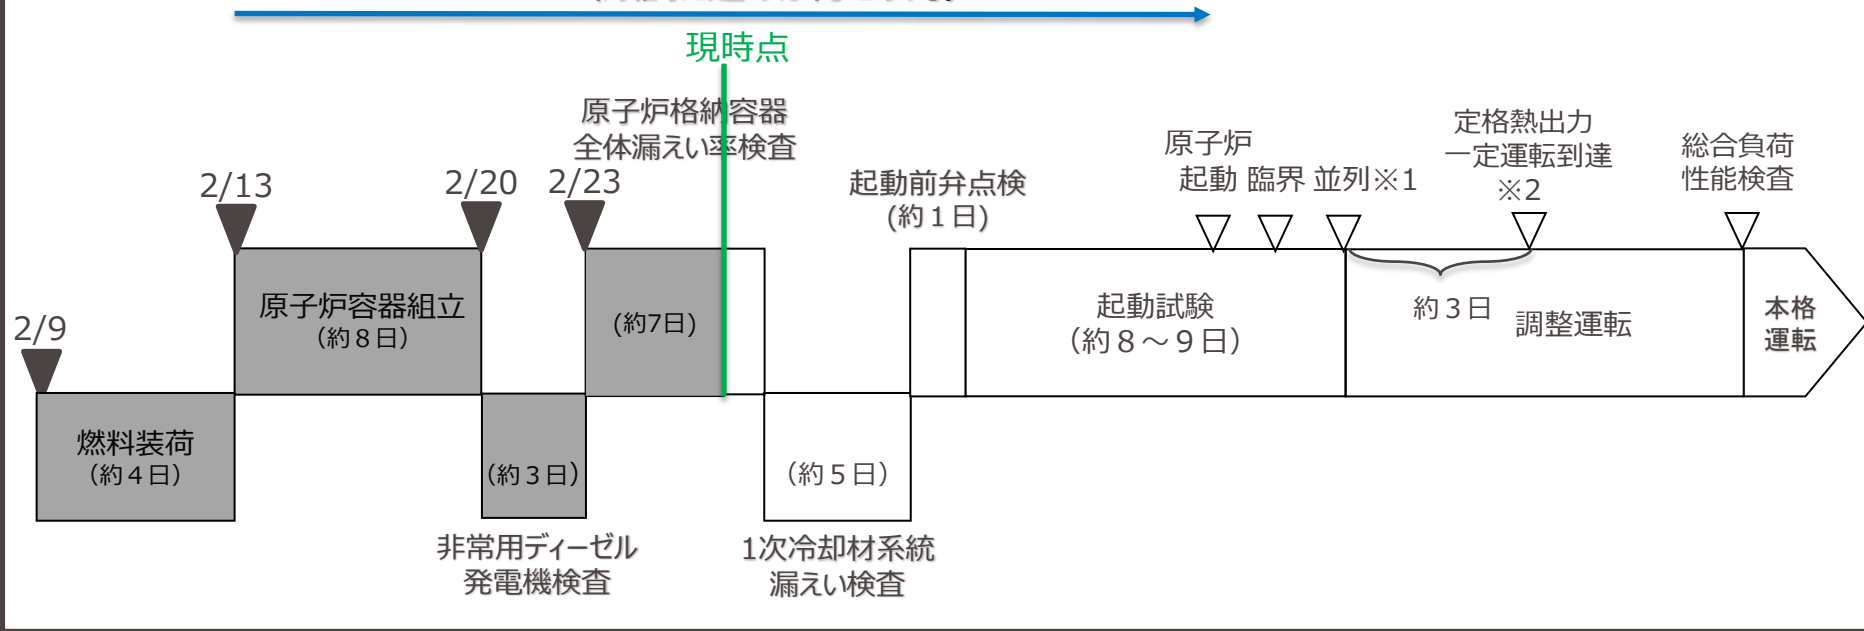 現時点
原子炉格納容器
全体漏えい率検査
2/13
2/20
2/23
起動前弁点検
(約1日)
原子炉
起動 臨界 並列※1
定格熱出力
一定運転到達
※2
総合負荷
性能検査
2/9
原子炉容器組立
(約8日)
(約7日)
起動試験
(約8～9日)
約3日
調整運転
本格
運転
燃料装荷
(約4日)
(約3日)
(約5日)
非常用ディーゼル
発電機検査
1次冷却材系統
漏えい検査